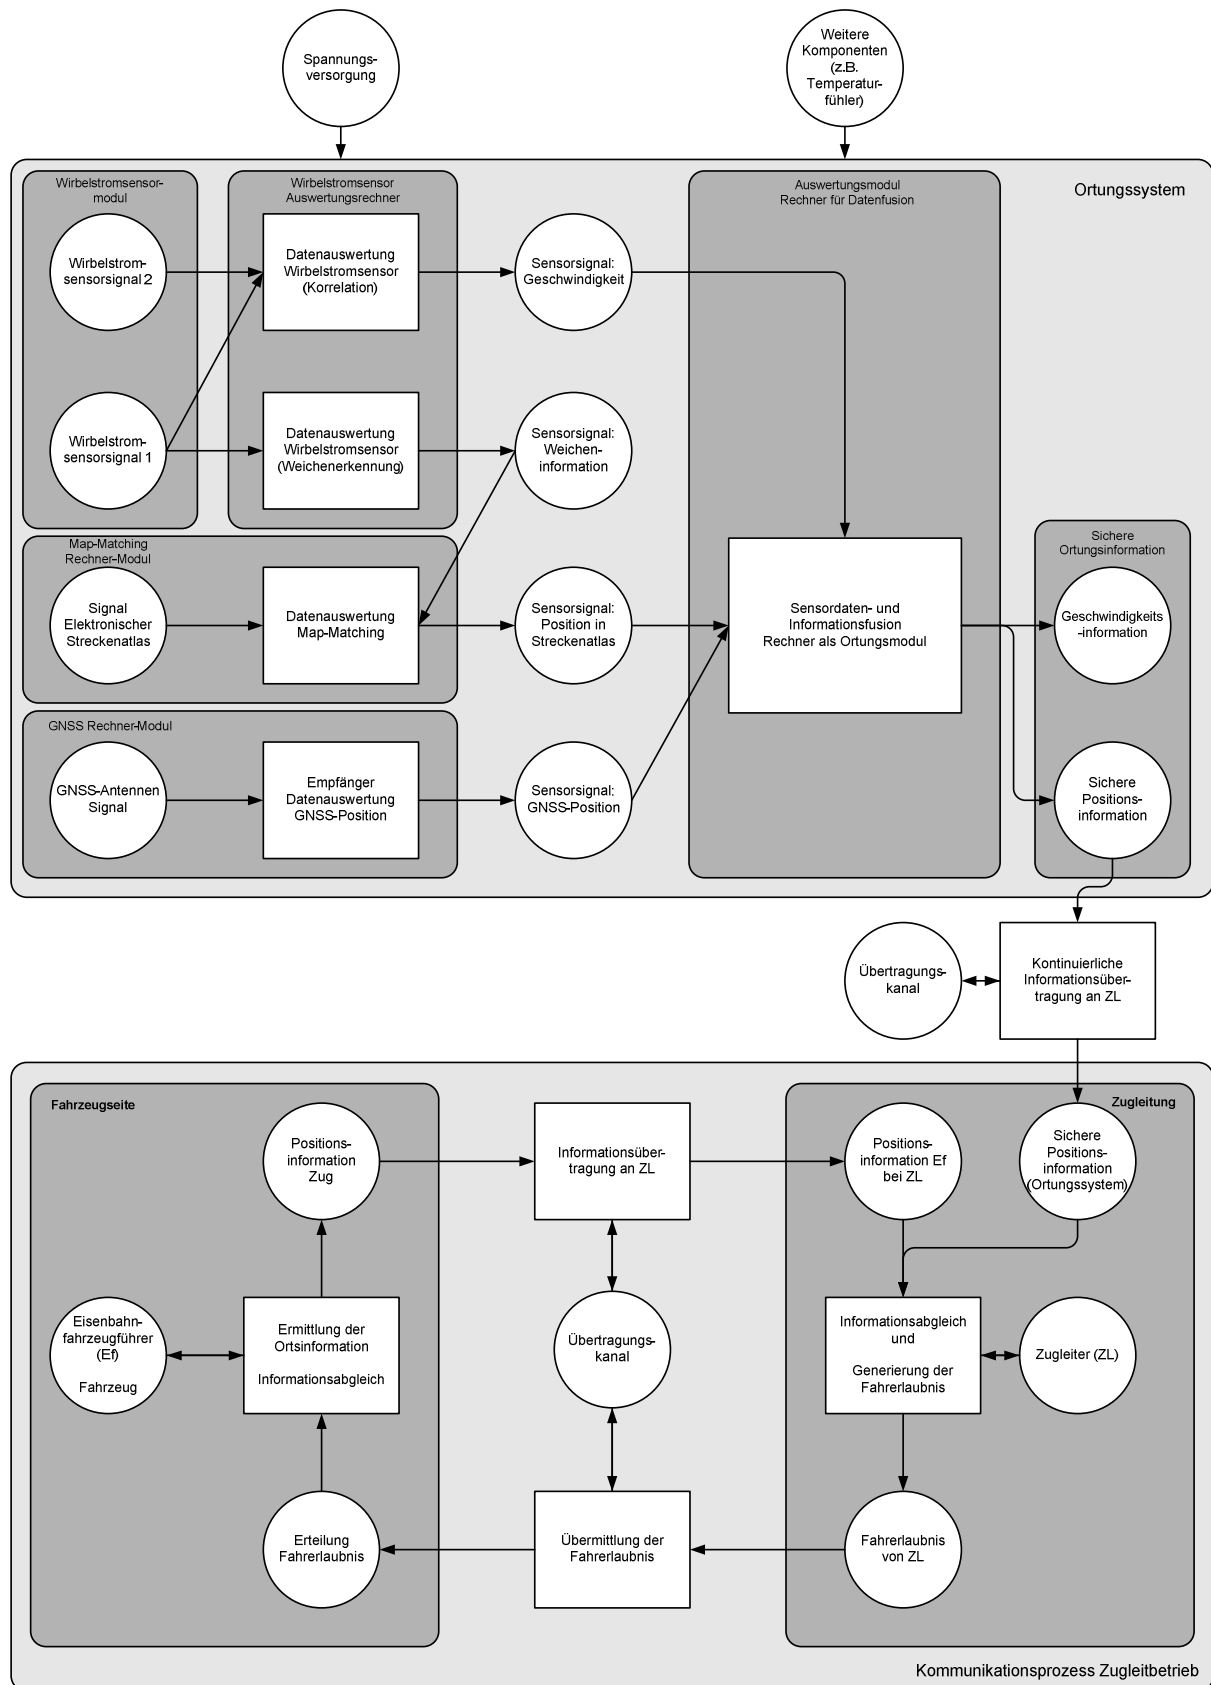 Spannungs-
versorgung
Weitere
Komponenten
(z.B.
Temperatur-
fühler)
Ortungssystem
Wirbelstromsensor-
modul
Wirbelstromsensor
Auswertungsrechner
Auswertungsmodul
Rechner für Datenfusion
Wirbelstrom-
sensorsignal 2
Datenauswertung
Wirbelstromsensor
(Korrelation)
Sensorsignal:
Geschwindigkeit
Wirbelstrom-
sensorsignal 1
Datenauswertung
Wirbelstromsensor
(Weichenerkennung)
Sensorsignal:
Weichen-
information
Map-Matching
Rechner-Modul
Signal
Elektronischer
Streckenatlas
Datenauswertung
Map-Matching
Sensorsignal:
Position in
Streckenatlas
Sensordaten- und
Informationsfusion
Rechner als Ortungsmodul
Sichere
Ortungsinformation
Geschwindigkeits
-information
GNSS Rechner-Modul
GNSS-Antennen
Signal
Empfänger
Datenauswertung
GNSS-Position
Sensorsignal:
GNSS-Position
Sichere
Positions-
information
Übertragungs-
kanal
Kontinuierliche
Informationsüber-
tragung an ZL
Fahrzeugseite
Zugleitung
Positions-
information
Zug
Informationsüber-
tragung an ZL
Positions-
information Ef
bei ZL
Sichere
Positions-
information
(Ortungssystem)
Eisenbahn-
fahrzeugführer
(Ef)
Fahrzeug
Ermittlung der
Ortsinformation
Informationsabgleich
Übertragungs-
kanal
Informationsabgleich
und
Generierung der
Fahrerlaubnis
Zugleiter (ZL)
Erteilung
Fahrerlaubnis
Übermittlung der
Fahrerlaubnis
Fahrerlaubnis
von ZL
Kommunikationsprozess Zugleitbetrieb